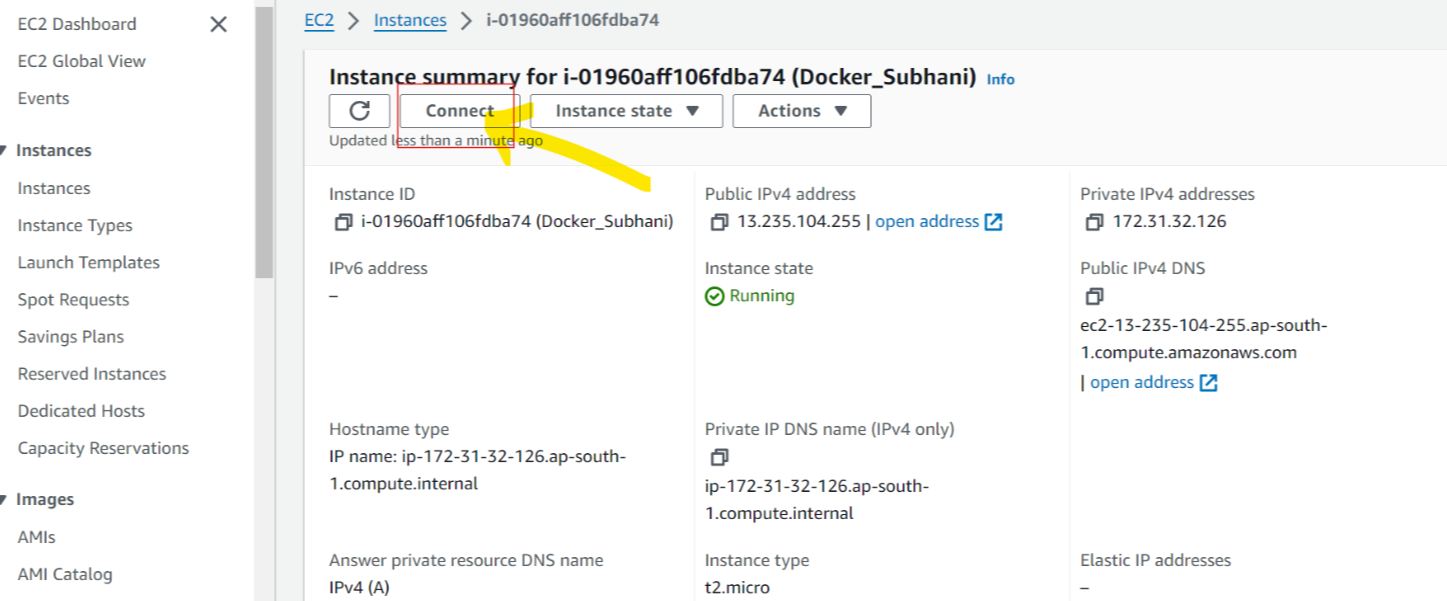 EC2 Dashboard
EC2 Global View
Events
Instances
Instances
Instance Types
Launch Templates
Spot Requests
Savings Plans
Reserved Instances
Dedicated Hosts
Capacity Reservations
Images
AMIs
AMI Catalog
EC2 > Instances > i-01960aff106fdba74
Instance summary for i-01960aff106fdba74 (Docker_Subhani) Info
Connect Instance state Actions
Updated less than a minute ago
Instance ID
i-01960aff106fdba74 (Docker_Subhani)
Public IPv4 address
13.235.104.255 | open address
Private IPv4 addresses
172.31.32.126
IPv6 address
–
Instance state
Running
Public IPv4 DNS
ec2-13-235-104-255.ap-south-
1.compute.amazonaws.com
| open address
Hostname type
IP name: ip-172-31-32-126.ap-south-
1.compute.internal
Private IP DNS name (IPv4 only)
ip-172-31-32-126.ap-south-
1.compute.internal
Answer private resource DNS name
IPv4 (A)
Instance type
t2.micro
Elastic IP addresses
–